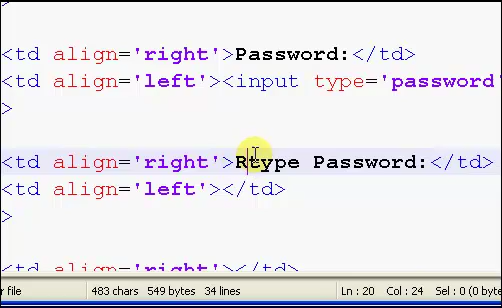 <td align='right'>Password:</td>
<td align='left'><input type='password'
>
<td align='right'>Rtype Password:</td>
<td align='left'></td>
>
<td align='right'></td>
r file 483 chars 549 bytes 34 lines Ln : 20 Col : 24 Sel : 0 (0 b